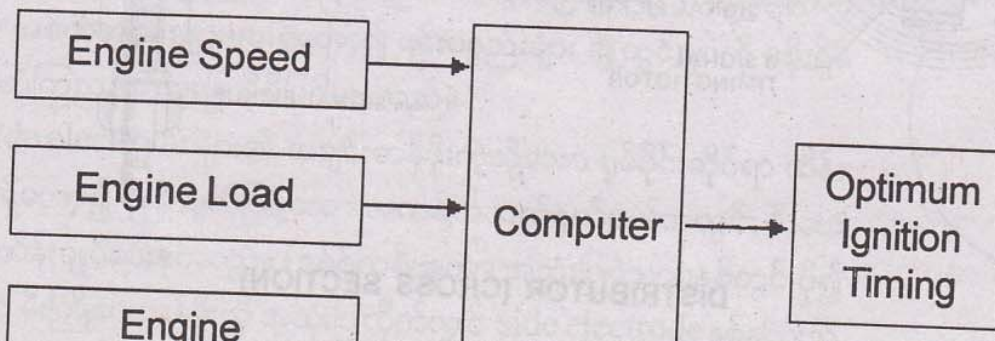 Engine Speed
Engine Load
Engine
Computer
Optimum
Ignition
Timing